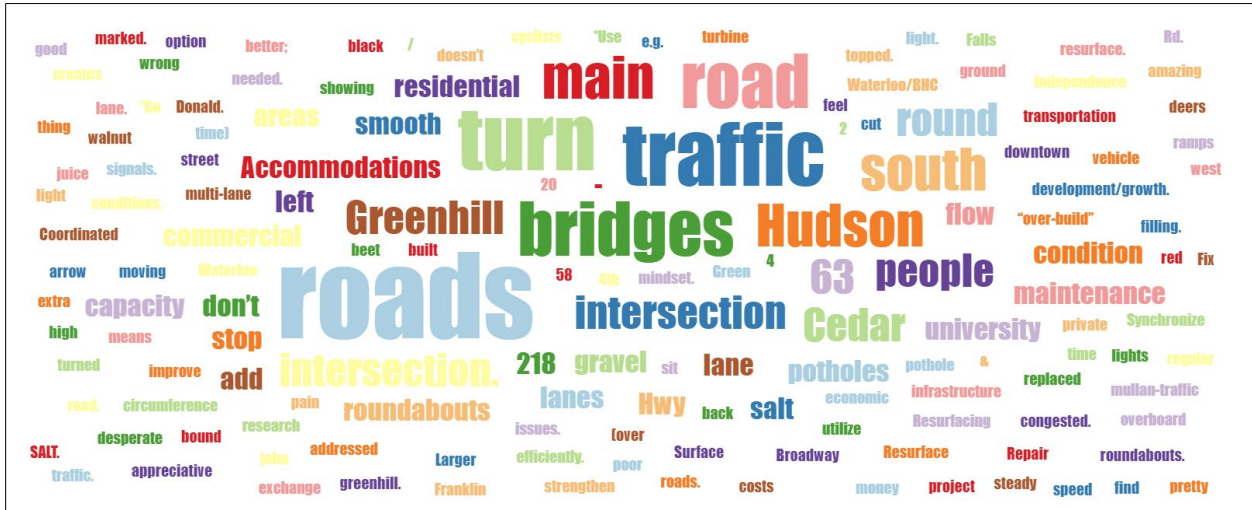 good marked. option better; black / doesn't cyclists "Use e.g. turbine topped. light. Falls resurface. Rd.
creates wrong needed. showing residential main road Waterloo/BHC ground independence amazing
lane. "Go Donald. areas smooth turn traffic feel 2 cut round transportation deers
thing walnut time) street Accommodations south downtown vehicle ramps
juice signals. 20 - west
light conditions. multi-lane left Greenhill bridges Hudson flow development/growth. "over-build" filling.
Coordinated commercial beet built 4 condition red Fix
arrow moving Waterloo roads 58 4th mindset. Green 63 people
extra capacity don't intersection Cedar university maintenance
high means stop private Synchronize
turned improve add intersection. 218 gravel sit lane potholes pothole & time lights regular
road. circumference pain roundabouts lanes Hwy back salt economic infrastructure replaced mullan-traffic
desperate bound research issues. (over utilize Resurfacing congested. overboard
SALT. john addressed Larger efficiently. poor Surface Broadway Resurface Repair roundabouts.
traffic. appreciative exchange greenhill. Franklin strengthen roads. costs money project steady speed find pretty